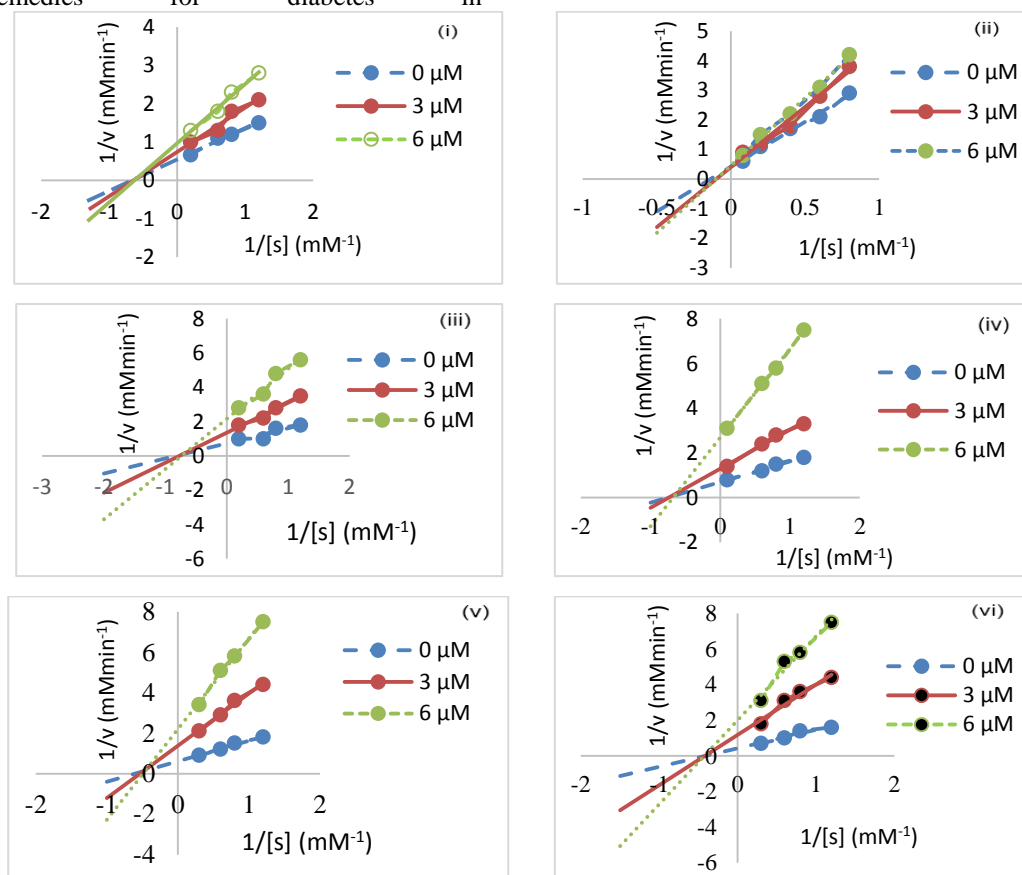 emedies for diabetes in
(i)
4
3
2
1
0
-1
-2
-2 -1 0 1 2
1/v (mMmin⁻¹)
1/[s] (mM⁻¹)
0 µM
3 µM
6 µM
(ii)
5
4
3
2
1
0
-1
-2
-3
-1 -0.5 0 0.5 1
1/v (mMmin⁻¹)
1/[s] (mM⁻¹)
0 µM
3 µM
6 µM
(iii)
8
6
4
2
0
-2
-4
-6
-3 -2 -1 0 1 2
1/v (mMmin⁻¹)
1/[s] (mM⁻¹)
0 µM
3 µM
6 µM
(iv)
8
6
4
2
0
-2
-2 -1 0 1 2
1/v (mMmin⁻¹)
1/[s] (mM⁻¹)
0 µM
3 µM
6 µM
(v)
8
6
4
2
0
-2
-4
-2 -1 0 1 2
1/v (mMmin⁻¹)
1/[s] (mM⁻¹)
0 µM
3 µM
6 µM
(vi)
8
6
4
2
0
-2
-4
-6
-2 -1 0 1 2
1/v (mMmin⁻¹)
1/[s] (mM⁻¹)
0 µM
3 µM
6 µM